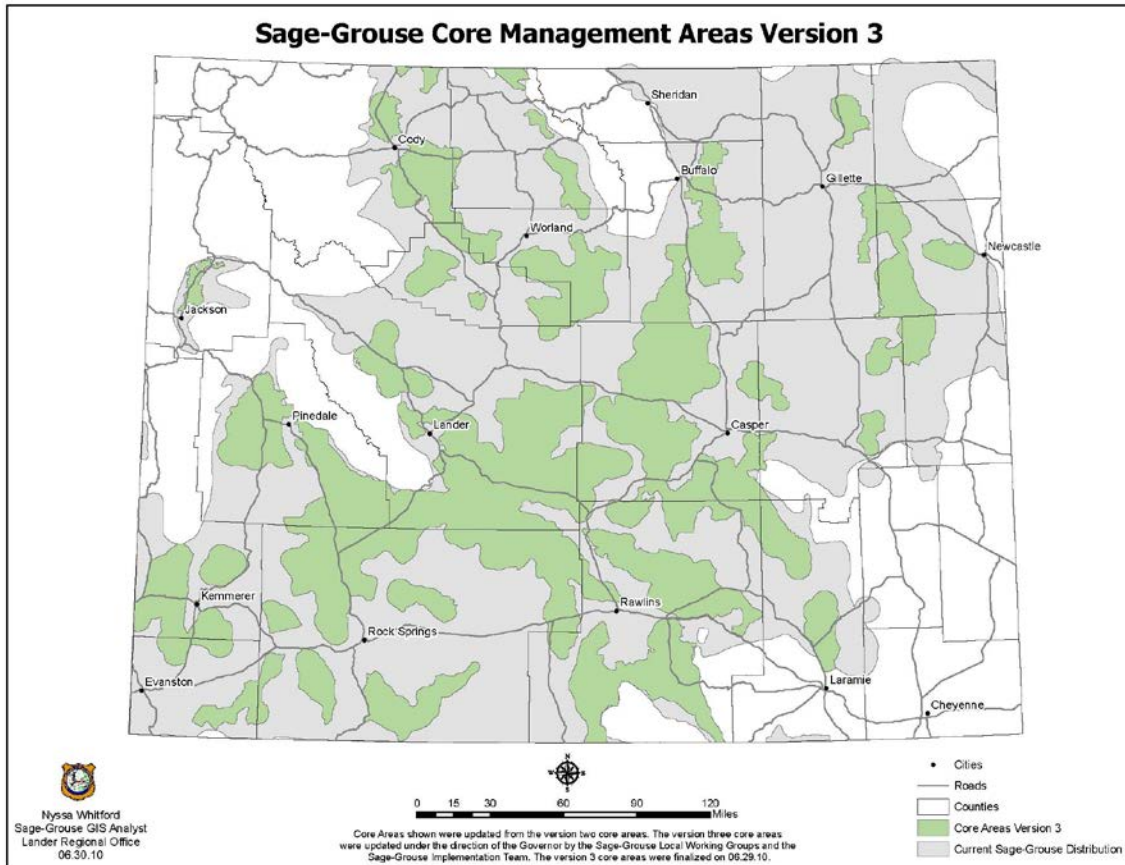 Sage-Grouse Core Management Areas Version 3
Sheridan
Cody
Buffalo
Gillette
Worland
Newcastle
Jackson
Pinedale
Lander
Casper
Kemmerer
Rawlins
Rock Springs
Evanston
Laramie
Cheyenne
Nyssa Whitford
Sage-Grouse GIS Analyst
Lander Regional Office
06.30.10
N
W E
S
0 15 30 60 90 120
Miles
Core Areas shown were updated from the version two core areas. The version three core areas
were updated under the direction of the Governor by the Sage-Grouse Local Working Groups and the
Sage-Grouse Implementation Team. The version 3 core areas were finalized on 06.29.10.
Cities
Roads
Counties
Core Areas Version 3
Current Sage-Grouse Distribution